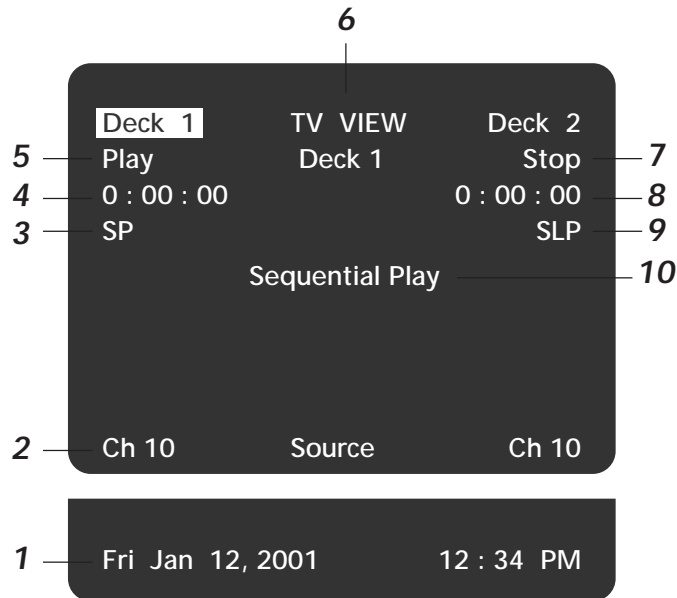 6
Deck 1 TV VIEW Deck 2
5 Play Deck 1 Stop 7
4 0 : 00 : 00 0 : 00 : 00 8
3 SP SLP 9
Sequential Play 10
2 Ch 10 Source Ch 10
1 Fri Jan 12, 2001 12 : 34 PM